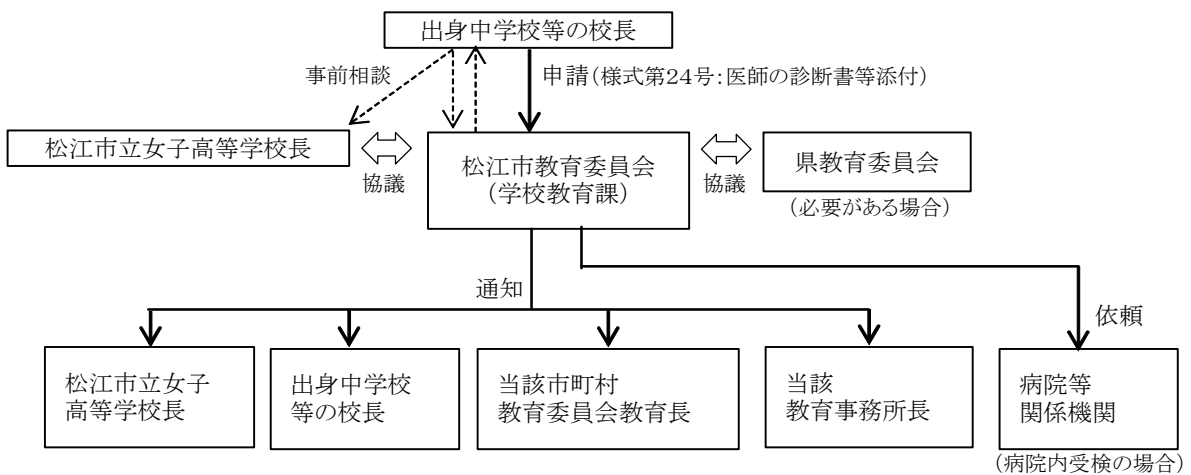 出身中学校等の校長
事前相談
申請(様式第24号:医師の診断書等添付)
松江市立女子高等学校長
協議
松江市教育委員会
(学校教育課)
協議
県教育委員会
(必要がある場合)
通知
依頼
松江市立女子
高等学校長
出身中学校
等の校長
当該市町村
教育委員会教育長
当該
教育事務所長
病院等
関係機関
(病院内受検の場合)